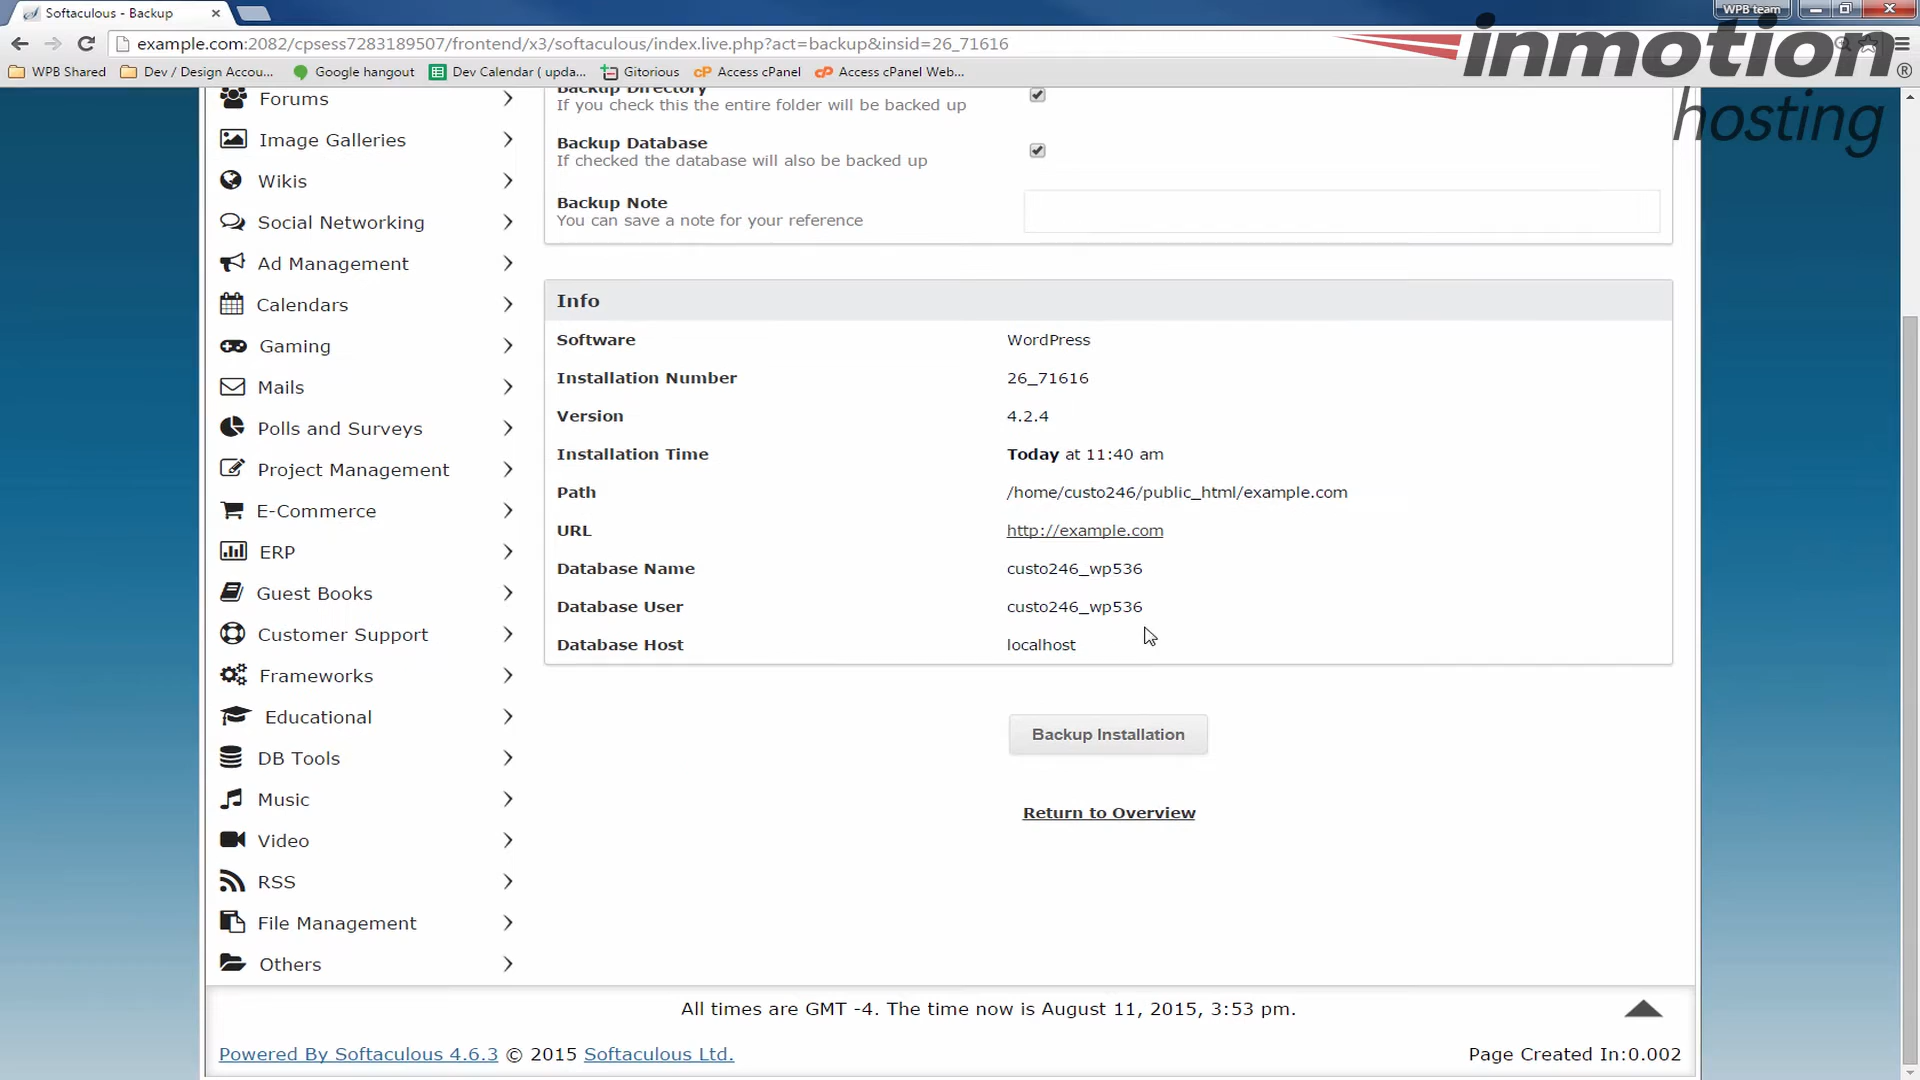 Softaculous - Backup
WPB team
example.com:2082/cpsess7283189507/frontend/x3/softaculous/index.live.php?act=backup&insid=26_71616
WPB Shared
Dev / Design Accou...
Google hangout
Dev Calendar ( upda...
Gitorious
Access cPanel
Access cPanel Web...
inmotion®
hosting
Forums
Image Galleries
Wikis
Social Networking
Ad Management
Calendars
Gaming
Mails
Polls and Surveys
Project Management
E-Commerce
ERP
Guest Books
Customer Support
Frameworks
Educational
DB Tools
Music
Video
RSS
File Management
Others
Backup Directory
If you check this the entire folder will be backed up
Backup Database
If checked the database will also be backed up
Backup Note
You can save a note for your reference
Info
Software WordPress
Installation Number 26_71616
Version 4.2.4
Installation Time Today at 11:40 am
Path /home/custo246/public_html/example.com
URL http://example.com
Database Name custo246_wp536
Database User custo246_wp536
Database Host localhost
Backup Installation
Return to Overview
All times are GMT -4. The time now is August 11, 2015, 3:53 pm.
Powered By Softaculous 4.6.3 © 2015 Softaculous Ltd.
Page Created In:0.002